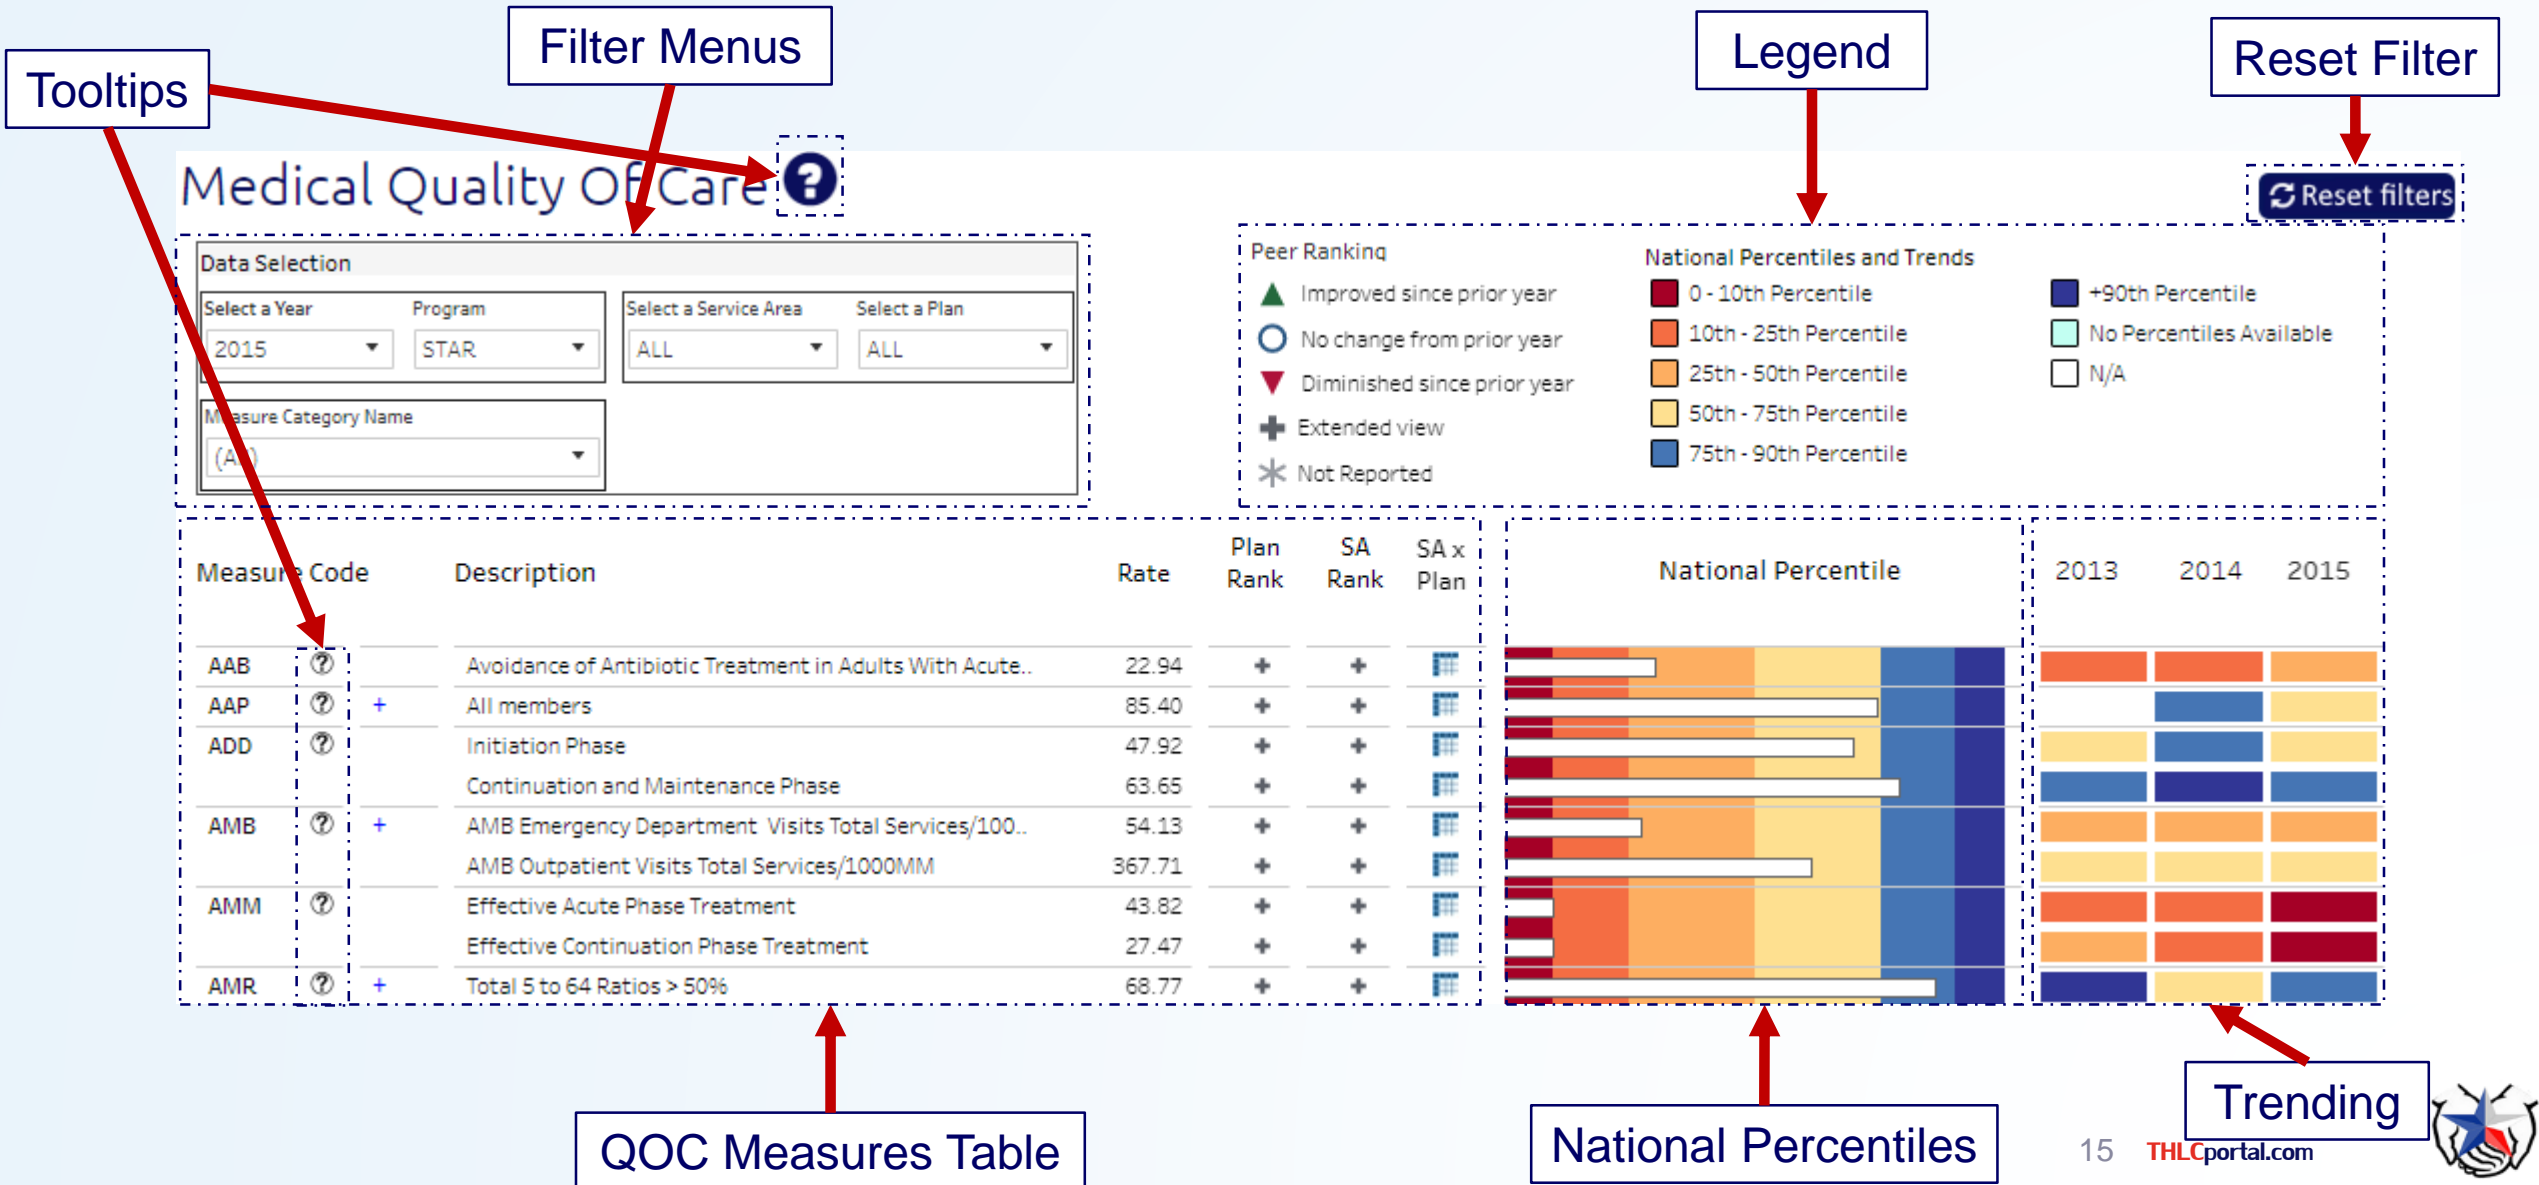 Filter Menus
Legend
Reset Filter
Tooltips
Medical Quality Of Care ?
Reset filters
Data Selection
Select a Year Program Select a Service Area Select a Plan
2015 STAR ALL ALL
Measure Category Name
(All)
Peer Ranking
Improved since prior year
No change from prior year
Diminished since prior year
Extended view
Not Reported
National Percentiles and Trends
0 - 10th Percentile
10th - 25th Percentile
25th - 50th Percentile
50th - 75th Percentile
75th - 90th Percentile
+90th Percentile
No Percentiles Available
N/A
Measure Code Description Rate Plan Rank SA Rank SA x Plan National Percentile 2013 2014 2015
AAB ? Avoidance of Antibiotic Treatment in Adults With Acute.. 22.94
AAP ? + All members 85.40
ADD ? Initiation Phase 47.92
Continuation and Maintenance Phase 63.65
AMB ? + AMB Emergency Department Visits Total Services/100.. 54.13
AMB Outpatient Visits Total Services/1000MM 367.71
AMM ? Effective Acute Phase Treatment 43.82
Effective Continuation Phase Treatment 27.47
AMR ? + Total 5 to 64 Ratios > 50% 68.77
QOC Measures Table
National Percentiles
Trending
15 THLCportal.com